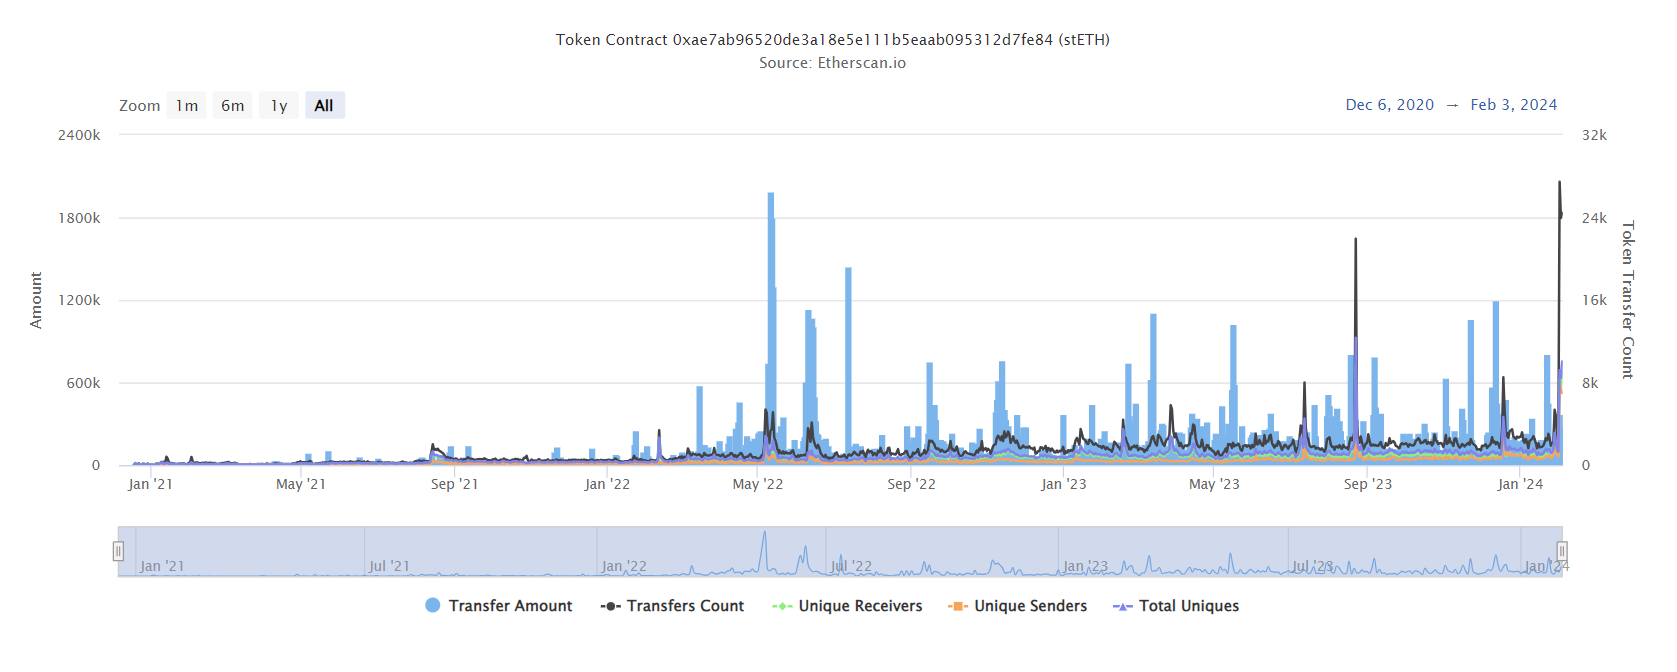 Token Contract 0xae7ab96520de3a18e5e111b5eaab095312d7fe84 (stETH)
Source: Etherscan.io
Zoom 1m 6m 1y All
Dec 6, 2020 → Feb 3, 2024
2400k
1800k
1200k
600k
0
Amount
32k
24k
16k
8k
0
Token Transfer Count
Jan '21 May '21 Sep '21 Jan '22 May '22 Sep '22 Jan '23 May '23 Sep '23 Jan '24
Jan '21 Jul '21 Jan '22 Jul '22 Jan '23 Jul '23 Jan '24
Transfer Amount Transfers Count Unique Receivers Unique Senders Total Uniques